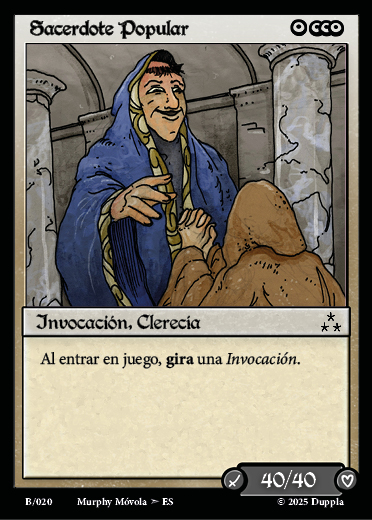 Sacerdote Popular
Invocación, Clerecía
Al entrar en juego, gira una Invocación.
40/40
B/020 Murphy Móvola ➣ ES © 2025 Duppla